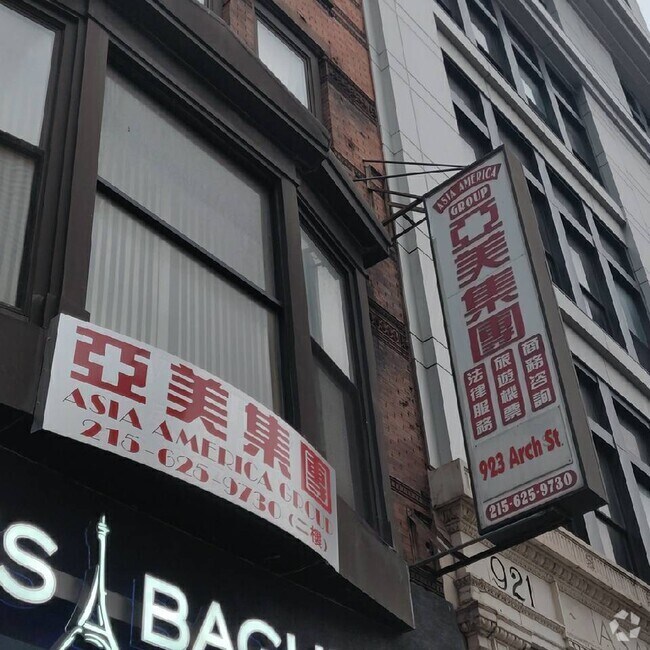 亞美集團
ASIA AMERICA GROUP
215-625-9730 (二樓)
ASIA AMERICA
GROUP
亞美集團
商務咨詢
旅遊機票
法律服務
923 Arch St.
215-625-9730
921
S
BAGU